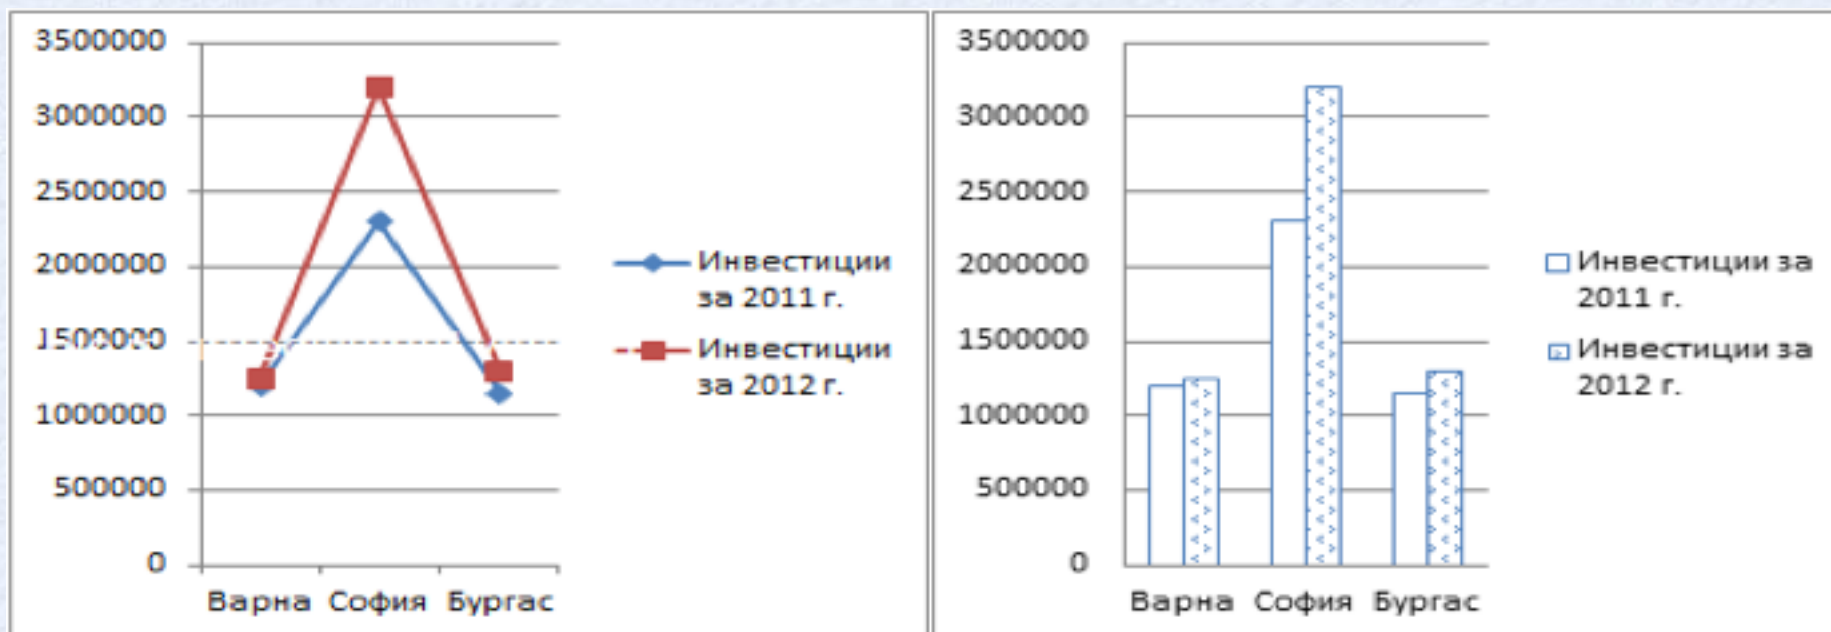 3500000
3000000
2500000
2000000
1500000
1000000
500000
0
Варна София Бургас
Инвестиции
за 2011 г.
Инвестиции
за 2012 г.
3500000
3000000
2500000
2000000
1500000
1000000
500000
0
Варна София Бургас
Инвестиции за
2011 г.
Инвестиции за
2012 г.